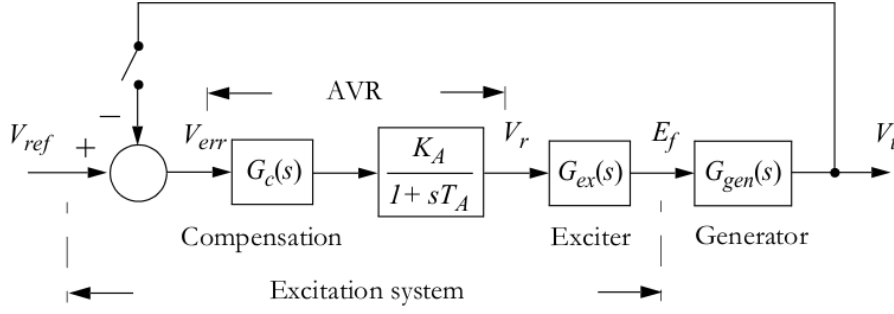 AVR
−
V_ref + V_err V_r E_f V_t
G_c(s) K_A G_ex(s) G_gen(s)
1 + sT_A
Compensation Exciter Generator
Excitation system